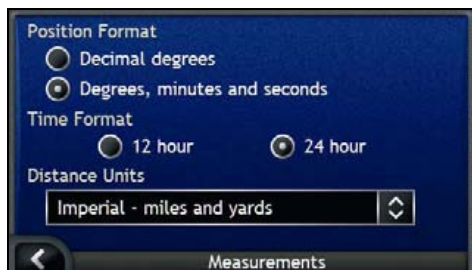 Position Format
Decimal degrees
Degrees, minutes and seconds
Time Format
12 hour 24 hour
Distance Units
Imperial - miles and yards
Measurements